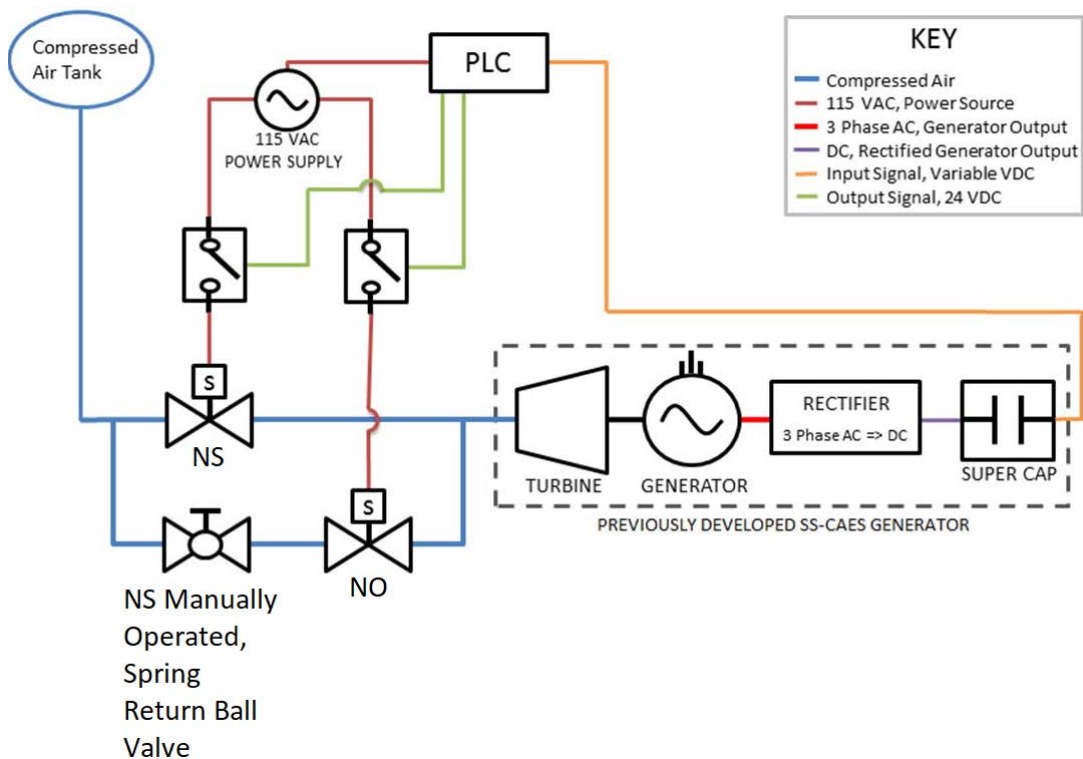 Compressed
Air Tank
PLC
115 VAC
POWER SUPPLY
KEY
Compressed Air
115 VAC, Power Source
3 Phase AC, Generator Output
DC, Rectified Generator Output
Input Signal, Variable VDC
Output Signal, 24 VDC
S
NS
S
NO
NS Manually
Operated,
Spring
Return Ball
Valve
TURBINE
GENERATOR
RECTIFIER
3 Phase AC => DC
SUPER CAP
PREVIOUSLY DEVELOPED SS-CAES GENERATOR